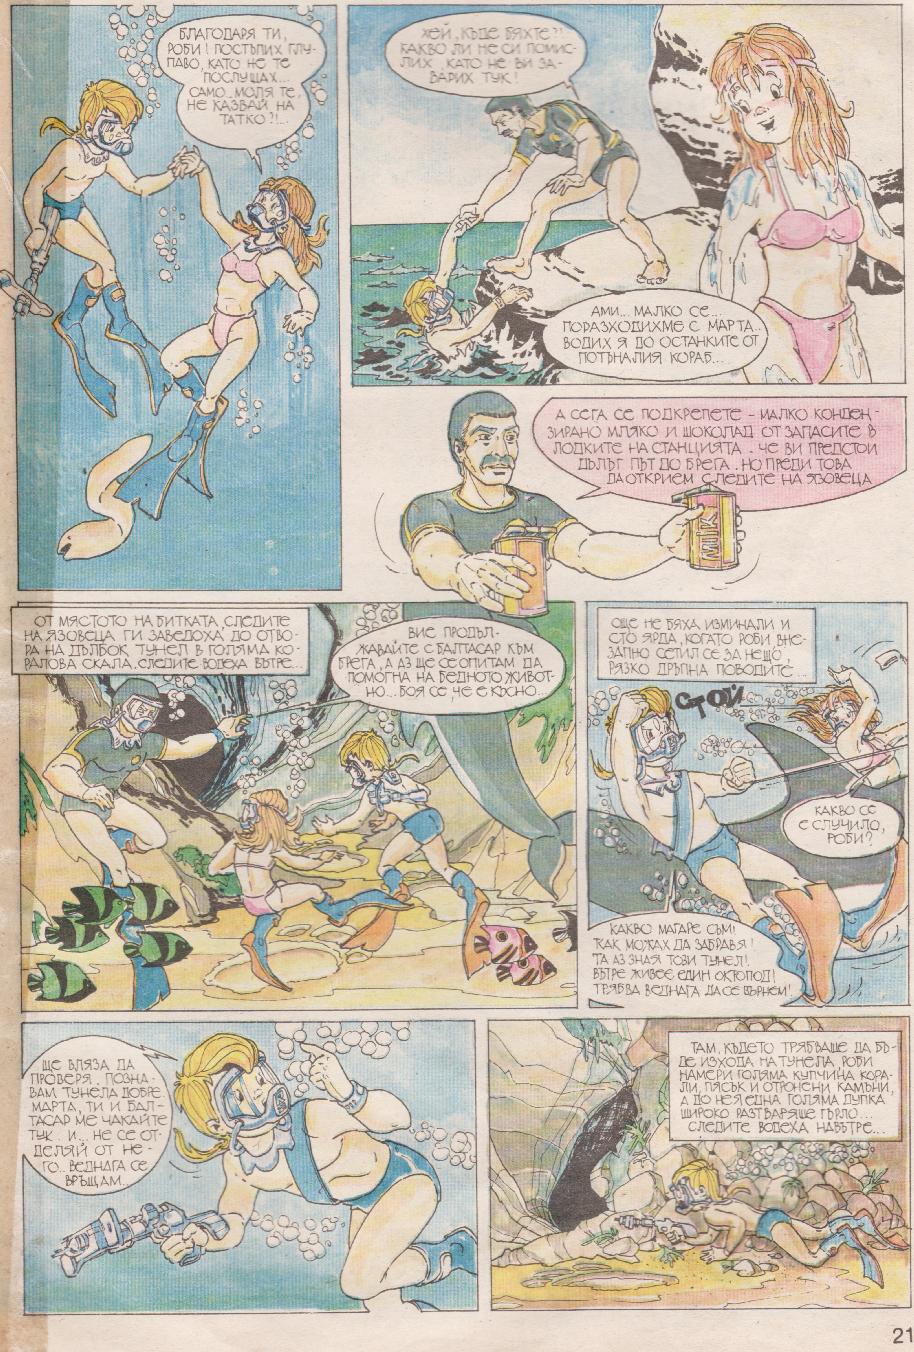 БЛАГОДАРЯ ТИ,
РОБИ! ПОСТЪПИХ ГЛУ-
ПАВО, КАТО НЕ ТЕ
ПОСЛУШАХ...
САМО.. МОЛЯ ТЕ,
НЕ КАЗВАЙ НА
ТАТКО?!...
ХЕЙ, КЪДЕ БЯХТЕ?!
КАКВО ЛИ НЕ СИ ПОМИС-
ЛИХ, КАТО НЕ ВИ ЗА-
ВАРИХ ТУК!
АМИ... МАЛКО СЕ...
ПОРАЗХОДИХМЕ С МАРТА..
ВОДИХ Я ДО ОСТАНКИТЕ ОТ
ПОТЪНАЛИЯ КОРАБ...
А СЕГА СЕ ПОДКРЕПЕТЕ - МАЛКО КОНДЕН-
ЗИРАНО МЛЯКО И ШОКОЛАД ОТ ЗАПАСИТЕ В
ЛОДКИТЕ НА СТАНЦИЯТА. ЧЕ ВИ ПРЕДСТОИ
ДЪЛЪГ ПЪТ ДО БРЕГА. НО ПРЕДИ ТОВА
ДА ОТКРИЕМ СЛЕДИТЕ НА ЯЗОВЕЦА
MILK
ОТ МЯСТОТО НА БИТКАТА, СЛЕДИТЕ
НА ЯЗОВЕЦА ГИ ЗАВЕДОХА ДО ОТВО-
РА НА ДЪЛБОК ТУНЕЛ В ГОЛЯМА КО-
РАЛОВА СКАЛА. СЛЕДИТЕ ВОДЕХА ВЪТРЕ...
ВИЕ ПРОДЪЛ-
ЖАВАЙТЕ С БАЛТАСАР КЪМ
БРЕГА, А АЗ ЩЕ СЕ ОПИТАМ ДА
ПОМОГНА НА БЕДНОТО ЖИВОТ-
НО... БОЯ СЕ, ЧЕ Е КЪСНО...
ОЩЕ НЕ БЯХА ИЗМИНАЛИ И
СТО ЯРДА, КОГАТО РОБИ ВНЕ-
ЗАПНО СЕТИЛ СЕ ЗА НЕЩО,
РЯЗКО ДРЪПНА ПОВОДИТЕ...
СТОЙ
КАКВО СЕ
Е СЛУЧИЛО,
РОБИ?
КАКВО МАГАРЕ СЪМ!
КАК МОЖАХ ДА ЗАБРАВЯ!
ТА АЗ ЗНАЯ ТОВИ ТУНЕЛ!
ВЪТРЕ ЖИВЕЕ ЕДИН ОКТОПОД!
ТРЯБВА ВЕДНАГА ДА СЕ ВЪРНЕМ!
ЩЕ ВЛЯЗА ДА
ПРОВЕРЯ, ПОЗНА-
ВАМ ТУНЕЛА ДОБРЕ.
МАРТА, ТИ И БАЛ-
ТАСАР МЕ ЧАКАЙТЕ
ТУК.. И... НЕ СЕ ОТ-
ДЕЛЯЙ ОТ НЕ-
ГО.. ВЕДНАГА СЕ
ВРЪЩАМ...
ТАМ, КЪДЕТО ТРЯБВАШЕ ДА БЪ-
ДЕ ИЗХОДА НА ТУНЕЛА, РОБИ
НАМЕРИ ГОЛЯМА КУПЧИНА КОРА-
ЛИ, ПЯСЪК И ОТРОНЕНИ КАМЪНИ,
А ДО НЕЯ ЕДНА ГОЛЯМА ДУПКА
ШИРОКО РАЗТВАРЯШЕ ГЪРЛО...
СЛЕДИТЕ ВОДЕХА НАВЪТРЕ...
21